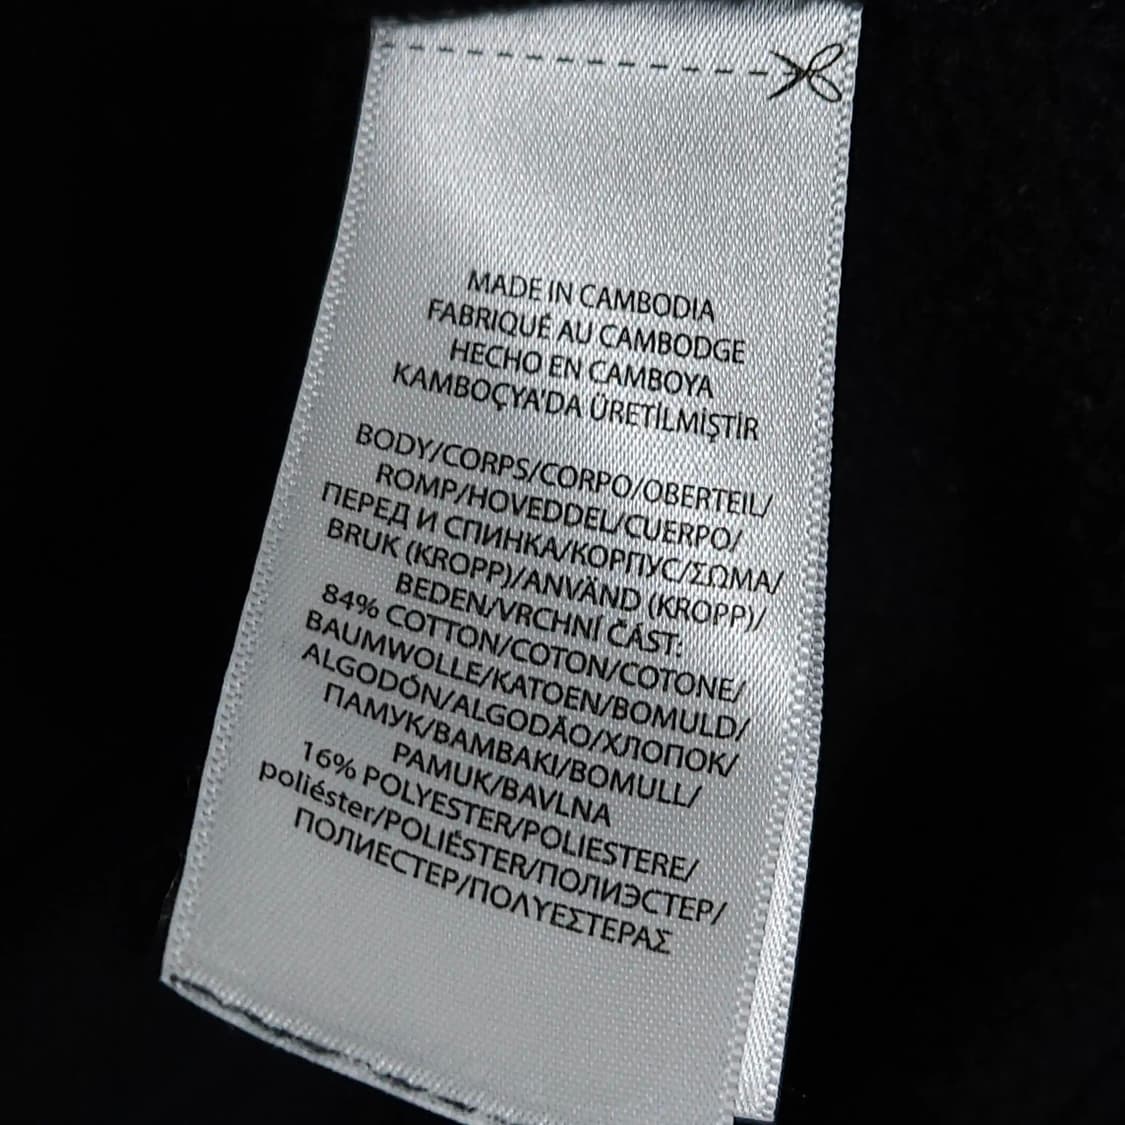 MADE IN CAMBODIA
FABRIQUÉ AU CAMBODGE
HECHO EN CAMBOYA
KAMBOÇYA'DA ÜRETİLMİŞTİR
BODY/CORPS/CORPO/OBERTEIL/
ROMP/HOVEDDEL/CUERPO/
ПЕРЕД И СПИНКА/КОРПУС/ΣΩΜΑ/
BRUK (KROPP)/ANVÄND (KROPP)/
BEDEN/VRCHNÍ ČÁST:
84% COTTON/COTON/COTONE/
BAUMWOLLE/KATOEN/BOMULD/
ALGODÓN/ALGODÃO/ХЛОПОК/
ПАМУК/ΒΑΜΒΑΚΙ/BOMULL/
PAMUK/BAVLNA
16% POLYESTER/POLIESTERE/
poliéster/POLIÉSTER/ПОЛИЭСТЕР/
ПОЛИЕСТЕР/ΠΟΛΥΕΣΤΕΡΑΣ